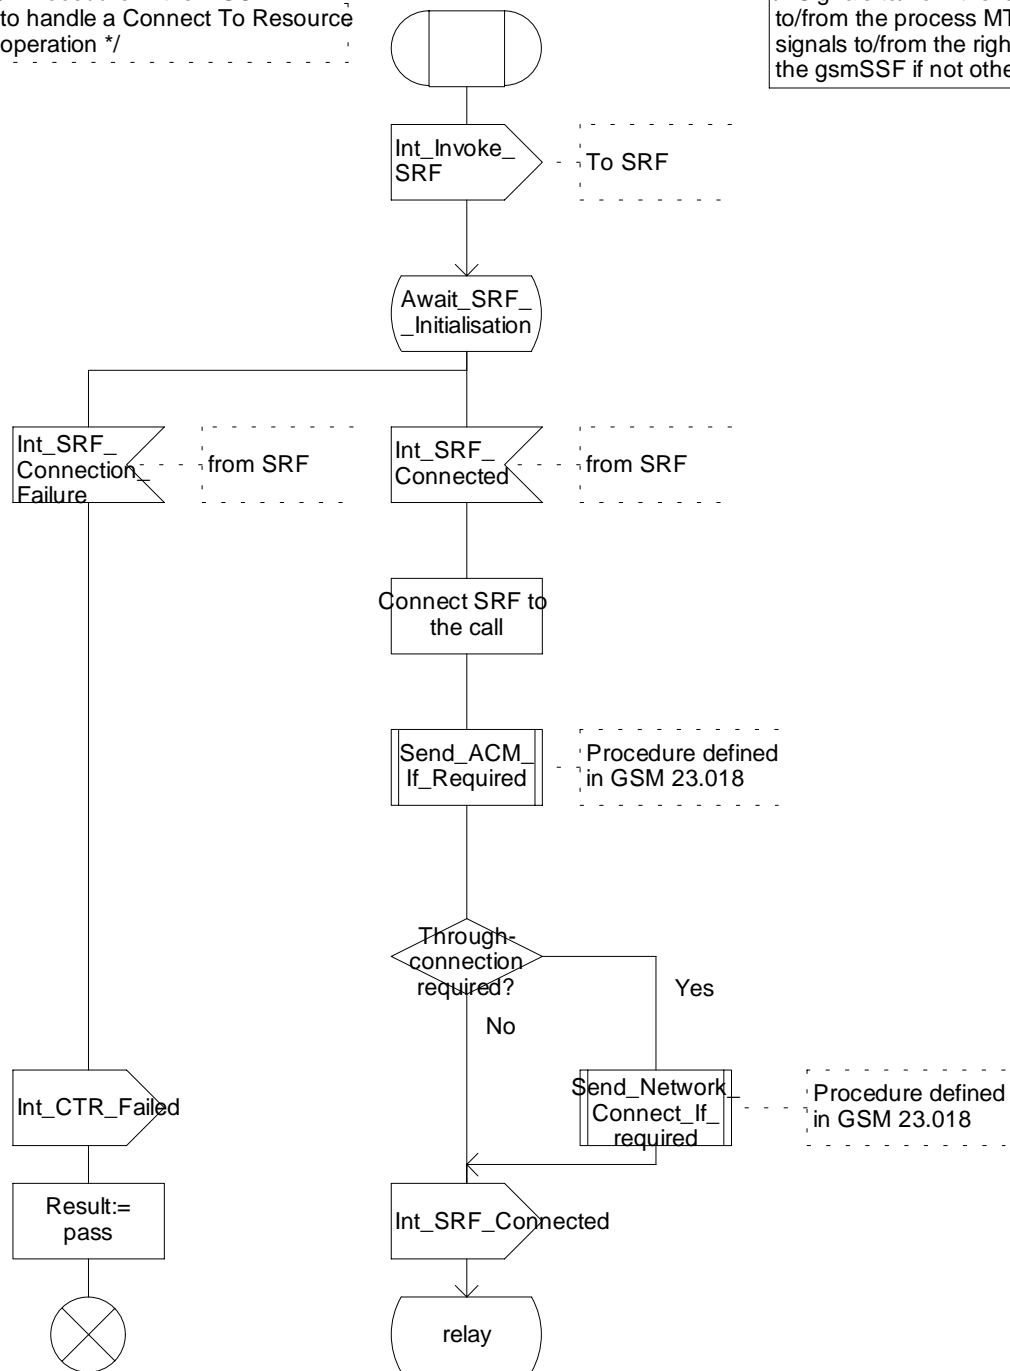 to handle a Connect To Resource
operation */
to/from the process MT
signals to/from the righ
the gsmSSF if not othe
Int_Invoke_
SRF
To SRF
Await_SRF_
_Initialisation
Int_SRF_
Connection_
Failure
from SRF
Int_SRF_
Connected
from SRF
Connect SRF to
the call
Send_ACM_
If_Required
Procedure defined
in GSM 23.018
Through-
connection
required?
Yes
No
Int_CTR_Failed
Send_Network_
Connect_If_
required
Procedure defined
in GSM 23.018
Result:=
pass
Int_SRF_Connected
relay